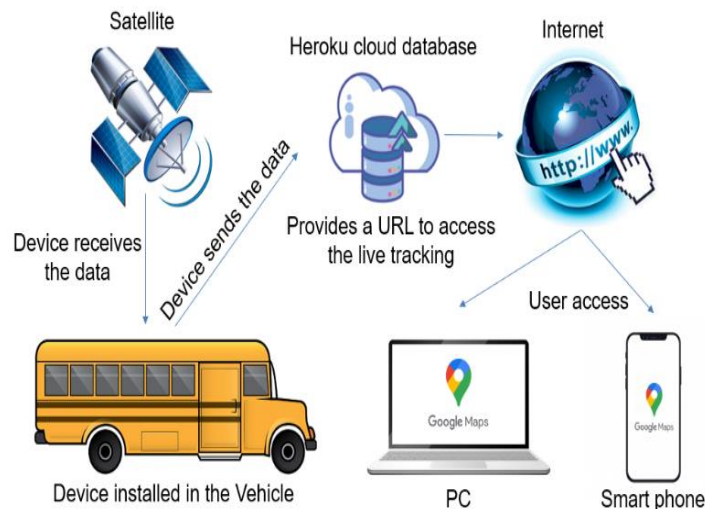 Satellite
Heroku cloud database
Internet
http://www.
Device receives
the data
Device sends the data
Provides a URL to access
the live tracking
User access
Google Maps
Google Maps
Device installed in the Vehicle
PC
Smart phone